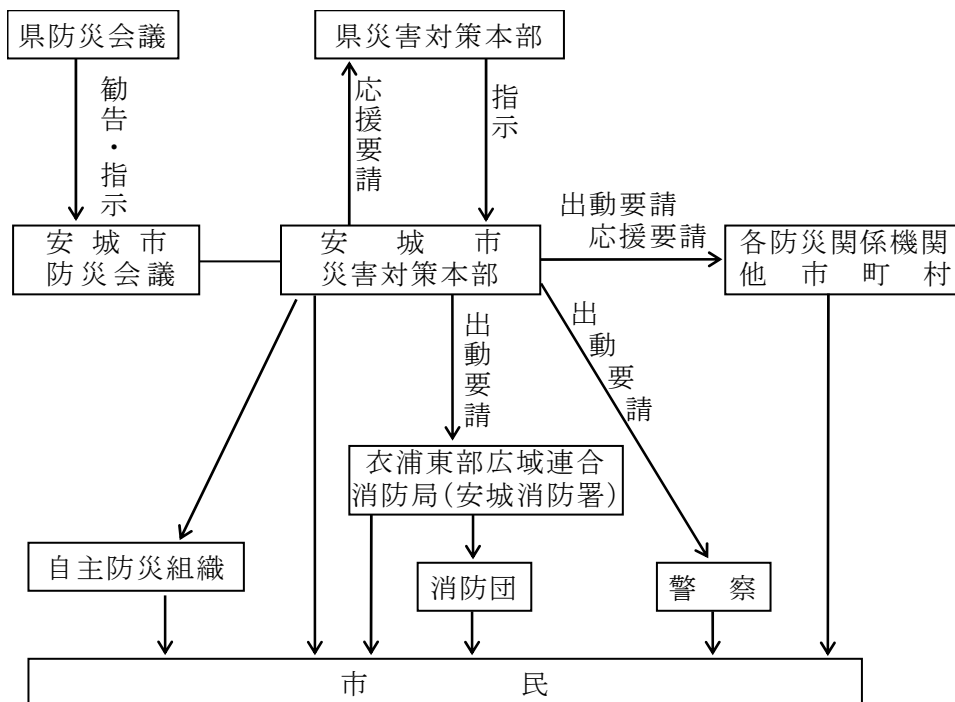 県防災会議
県災害対策本部
勧告・指示
応援要請
指示
出動要請
応援要請
安城市
防災会議
安城市
災害対策本部
各防災関係機関
他市町村
出動要請
出動要請
衣浦東部広域連合
消防局(安城消防署)
自主防災組織
消防団
警察
市民